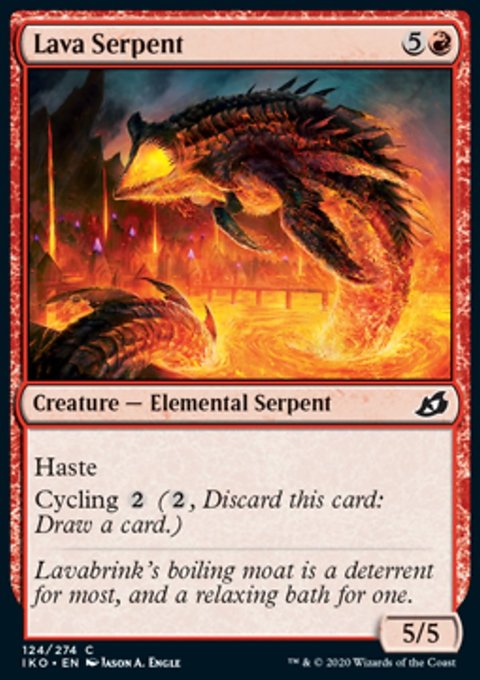 Lava Serpent 5
Creature — Elemental Serpent
Haste
Cycling 2 (2, Discard this card:
Draw a card.)
Lavabrink's boiling moat is a deterrent
for most, and a relaxing bath for one.
5/5
124/274 C
IKO • EN Jason A. Engle
™ & © 2020 Wizards of the Coast